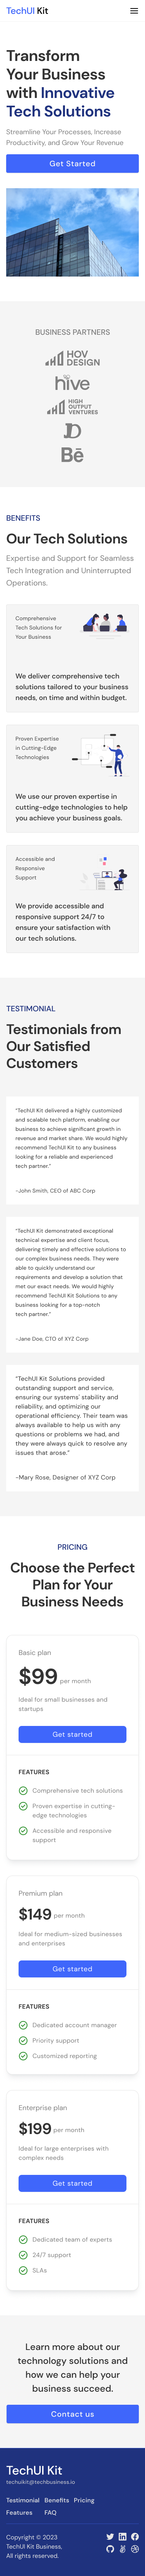 TechUI Kit
Transform
Your Business
with Innovative
Tech Solutions
Streamline Your Processes, Increase
Productivity, and Grow Your Revenue
Get Started
BUSINESS PARTNERS
HOV
DESIGN
hive
HIGH
OUTPUT
VENTURES
Bē
BENEFITS
Our Tech Solutions
Expertise and Support for Seamless
Tech Integration and Uninterrupted
Operations.
Comprehensive
Tech Solutions for
Your Business
We deliver comprehensive tech
solutions tailored to your business
needs, on time and within budget.
Proven Expertise
in Cutting-Edge
Technologies
We use our proven expertise in
cutting-edge technologies to help
you achieve your business goals.
Accessible and
Responsive
Support
We provide accessible and
responsive support 24/7 to
ensure your satisfaction with
our tech solutions.
TESTIMONIAL
Testimonials from
Our Satisfied
Customers
"TechUI Kit delivered a highly customized
and scalable tech platform, enabling our
business to achieve significant growth in
revenue and market share. We would highly
recommend TechUI Kit to any business
looking for a reliable and experienced
tech partner."
-John Smith, CEO of ABC Corp
"TechUI Kit demonstrated exceptional
technical expertise and client focus,
delivering timely and effective solutions to
our complex business needs. They were
able to quickly understand our
requirements and develop a solution that
met our exact needs. We would highly
recommend TechUI Kit Solutions to any
business looking for a top-notch
tech partner."
-Jane Doe, CTO of XYZ Corp
"TechUI Kit Solutions provided
outstanding support and service,
ensuring our systems' reliability and
reliability, and optimizing our
operational efficiency. Their team was
always available to help us with any
questions or problems we had, and
they were always quick to resolve any
issues that arose."
-Mary Rose, Designer of XYZ Corp
PRICING
Choose the Perfect
Plan for Your
Business Needs
Basic plan
$99 per month
Ideal for small businesses and
startups
Get started
FEATURES
Comprehensive tech solutions
Proven expertise in cutting-
edge technologies
Accessible and responsive
support
Premium plan
$149 per month
Ideal for medium-sized businesses
and enterprises
Get started
FEATURES
Dedicated account manager
Priority support
Customized reporting
Enterprise plan
$199 per month
Ideal for large enterprises with
complex needs
Get started
FEATURES
Dedicated team of experts
24/7 support
SLAs
Learn more about our
technology solutions and
how we can help your
business succeed.
Contact us
TechUI Kit
techuikit@techbusiness.io
Testimonial Benefits Pricing
Features FAQ
Copyright © 2023
TechUI Kit Business,
All rights reserved.